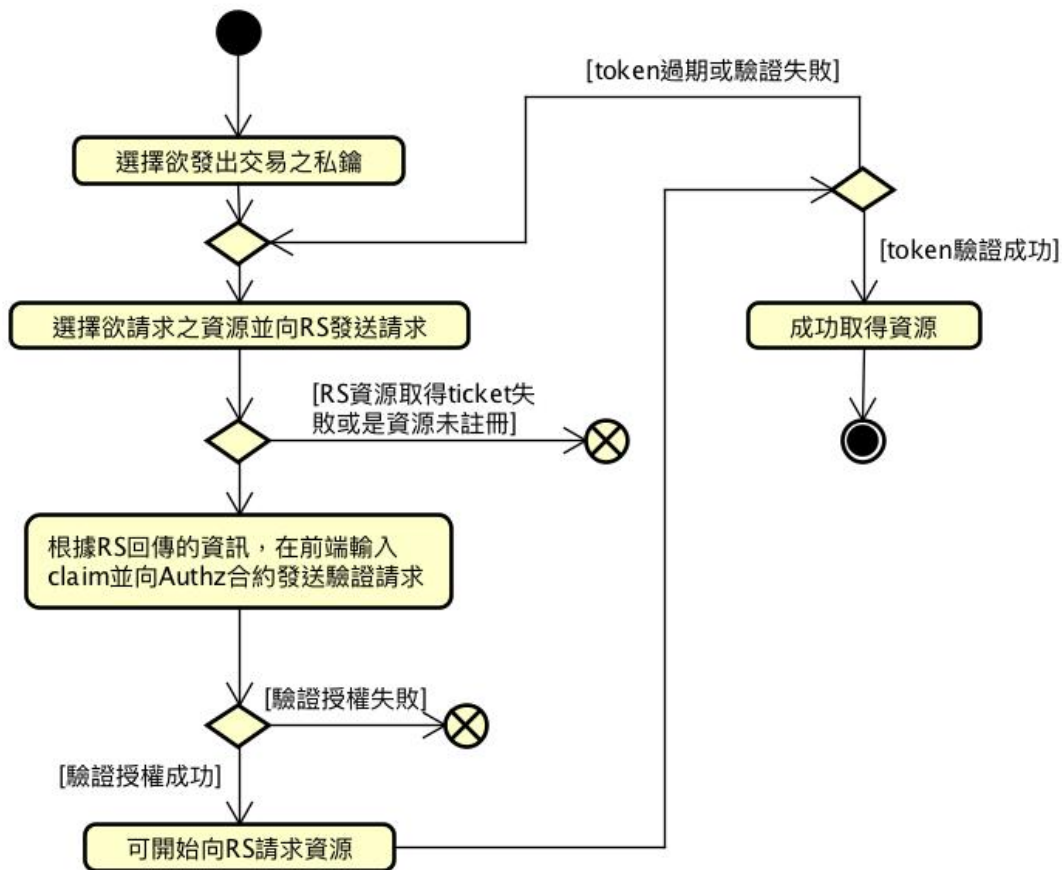 [token過期或驗證失敗]
選擇欲發出交易之私鑰
[token驗證成功]
選擇欲請求之資源並向RS發送請求
成功取得資源
[RS資源取得ticket失
敗或是資源未註冊]
根據RS回傳的資訊，在前端輸入
claim並向Authz合約發送驗證請求
[驗證授權失敗]
[驗證授權成功]
可開始向RS請求資源